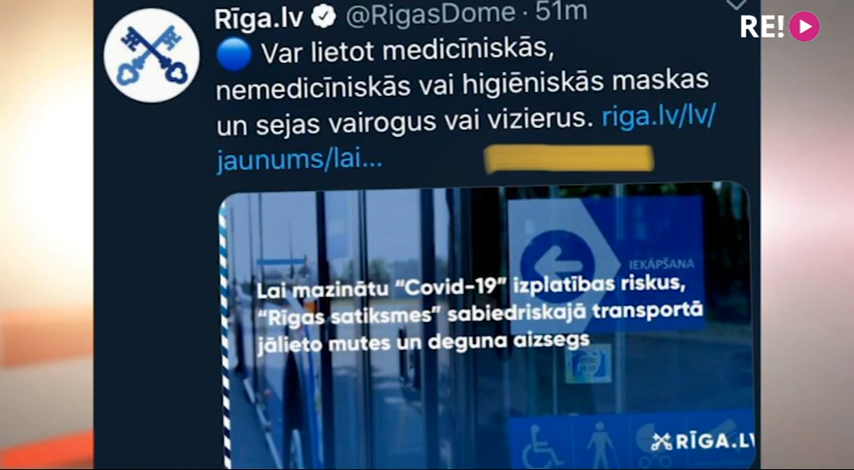 Rīga.lv @RigasDome · 51m
RE!
Var lietot medicīniskās,
nemedicīniskās vai higiēniskās maskas
un sejas vairogus vai vizierus. riga.lv/lv/
jaunums/lai...
IEKĀPŠANA
Lai mazinātu “Covid-19” izplatības riskus,
“Rīgas satiksmes” sabiedriskajā transportā
jālieto mutes un deguna aizsegs
RĪGA.LV